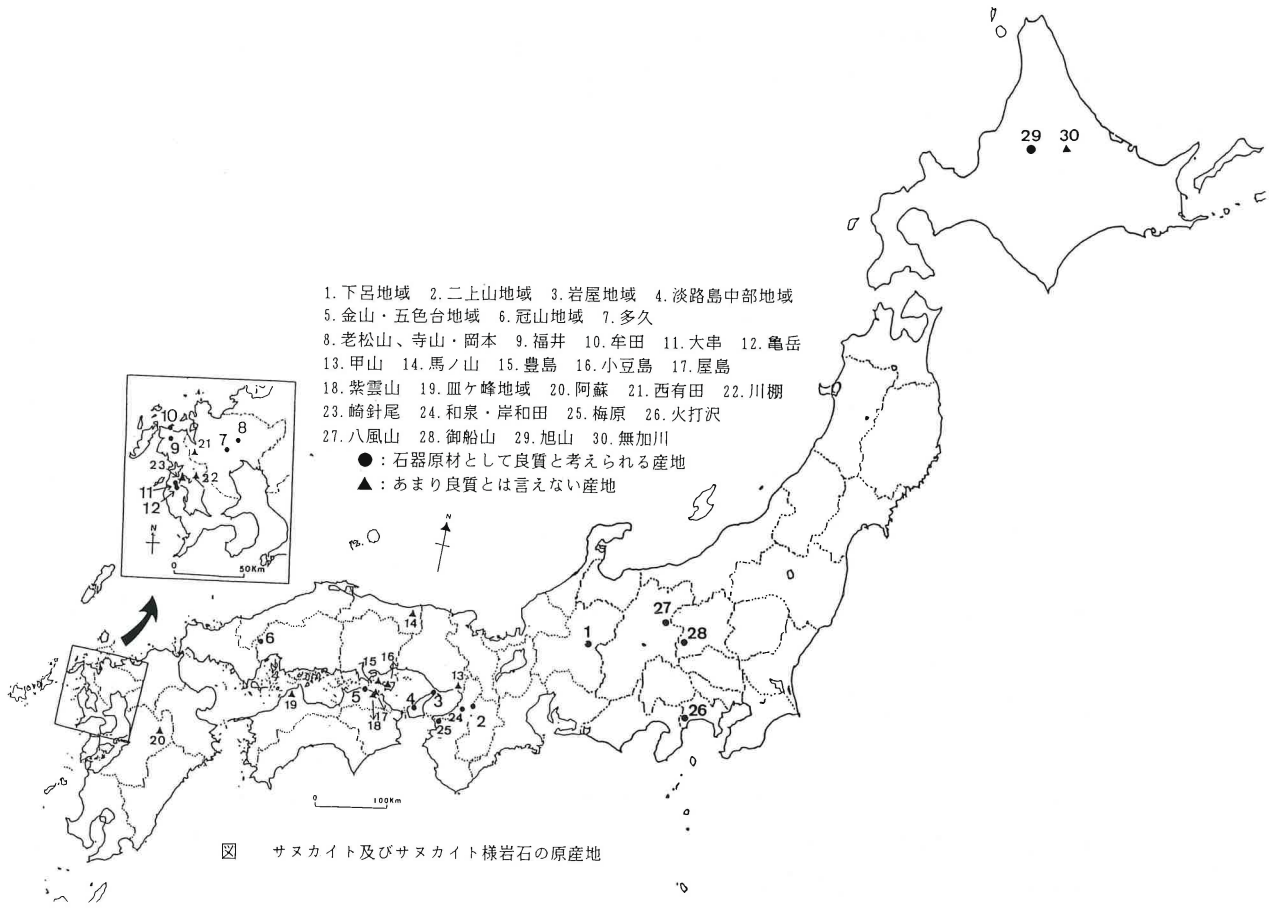 29 30
1.下呂地域 2.二上山地域 3.岩屋地域 4.淡路島中部地域
5.金山・五色台地域 6.冠山地域 7.多久
8.老松山、寺山・岡本 9.福井 10.牟田 11.大串 12.亀岳
13.甲山 14.馬ノ山 15.豊島 16.小豆島 17.屋島
18.紫雲山 19.皿ケ峰地域 20.阿蘇 21.西有田 22.川棚
23.崎針尾 24.和泉・岸和田 25.梅原 26.火打沢
27.八風山 28.御船山 29.旭山 30.無加川
●:石器原材として良質と考えられる産地
▲:あまり良質とは言えない産地
10
8
9
21
7
23
22
11
12
N
0 50Km
N
14
27
1
28
6
15
16
13
5
4
3
19
17
18
24
2
25
26
20
0 100Km
図 サヌカイト及びサヌカイト様岩石の原産地